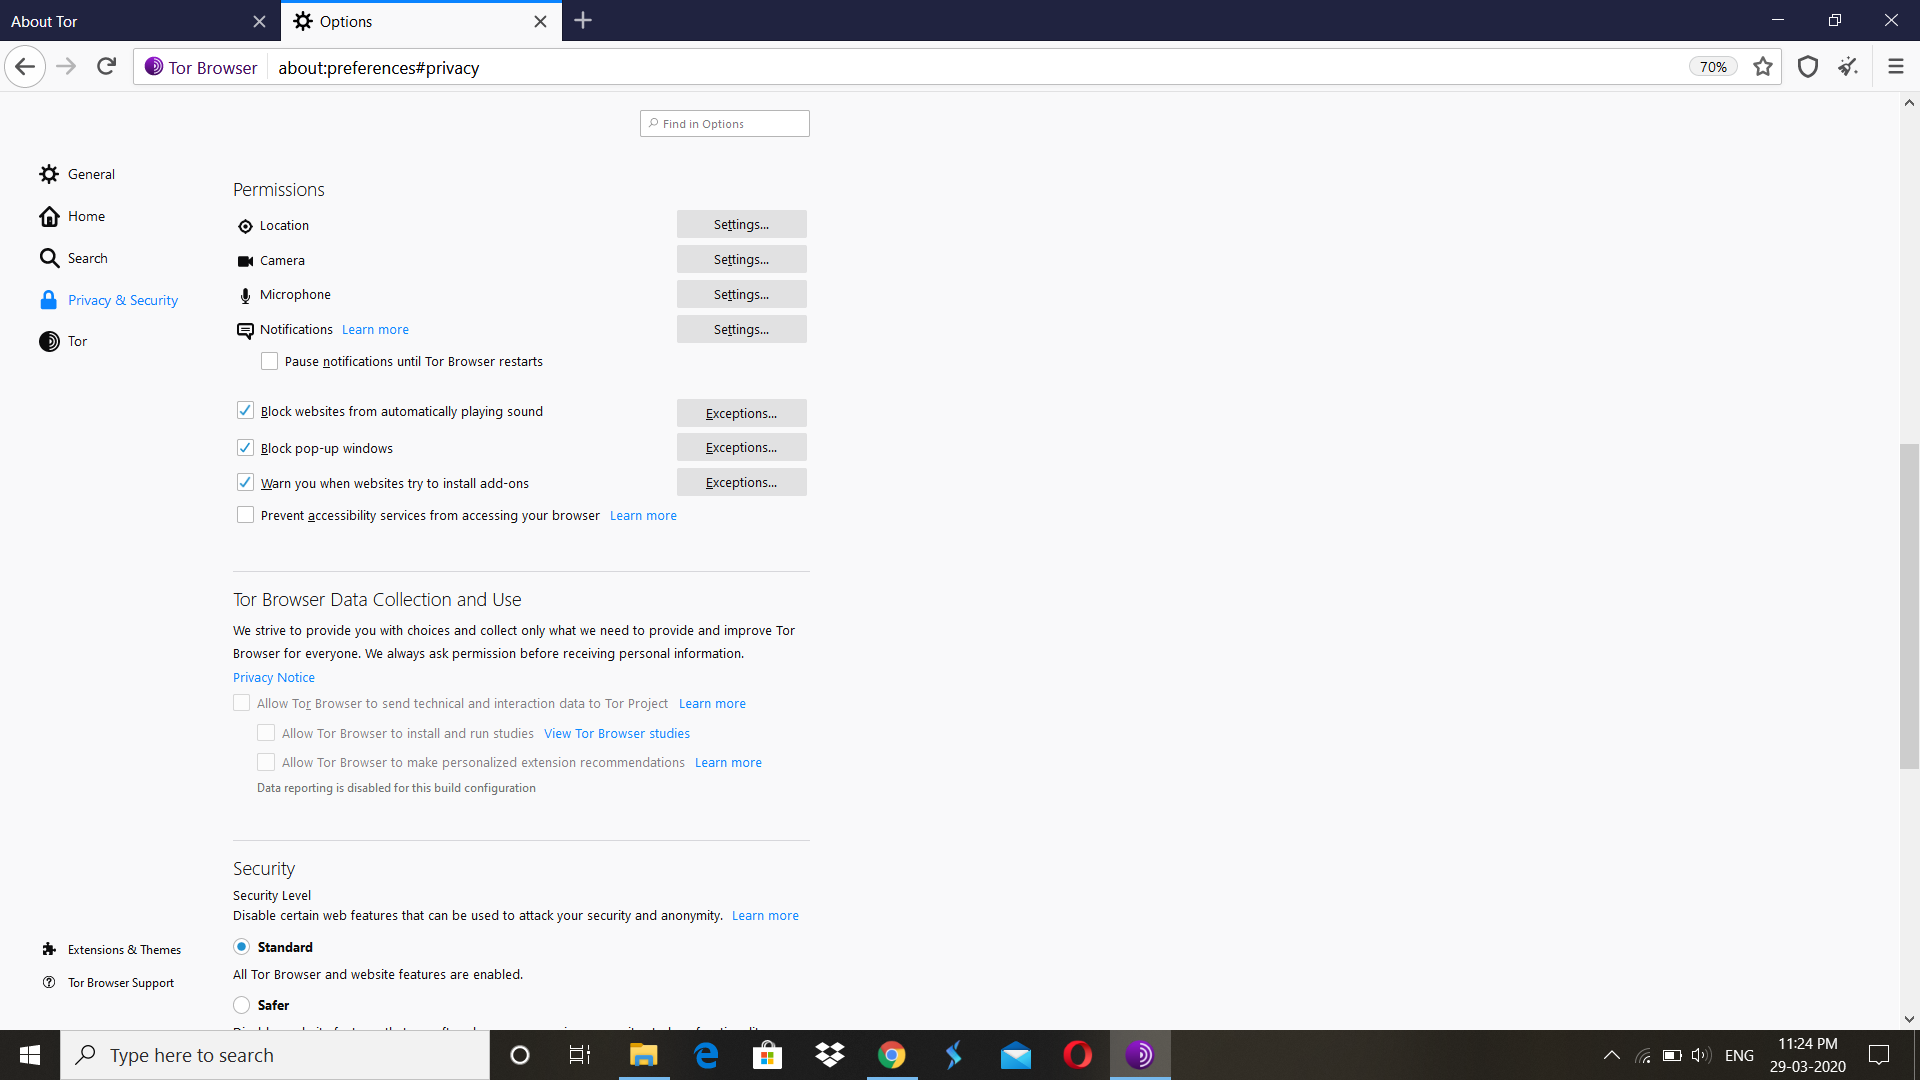 About Tor
Options
Tor Browser
about:preferences#privacy
70%
Find in Options
General
Home
Search
Privacy & Security
Tor
Permissions
Location
Settings...
Camera
Settings...
Microphone
Settings...
Notifications Learn more
Settings...
Pause notifications until Tor Browser restarts
Block websites from automatically playing sound
Exceptions...
Block pop-up windows
Exceptions...
Warn you when websites try to install add-ons
Exceptions...
Prevent accessibility services from accessing your browser Learn more
Tor Browser Data Collection and Use
We strive to provide you with choices and collect only what we need to provide and improve Tor
Browser for everyone. We always ask permission before receiving personal information.
Privacy Notice
Allow Tor Browser to send technical and interaction data to Tor Project Learn more
Allow Tor Browser to install and run studies View Tor Browser studies
Allow Tor Browser to make personalized extension recommendations Learn more
Data reporting is disabled for this build configuration
Security
Security Level
Disable certain web features that can be used to attack your security and anonymity. Learn more
Standard
All Tor Browser and website features are enabled.
Safer
Extensions & Themes
Tor Browser Support
Type here to search
ENG
11:24 PM
29-03-2020